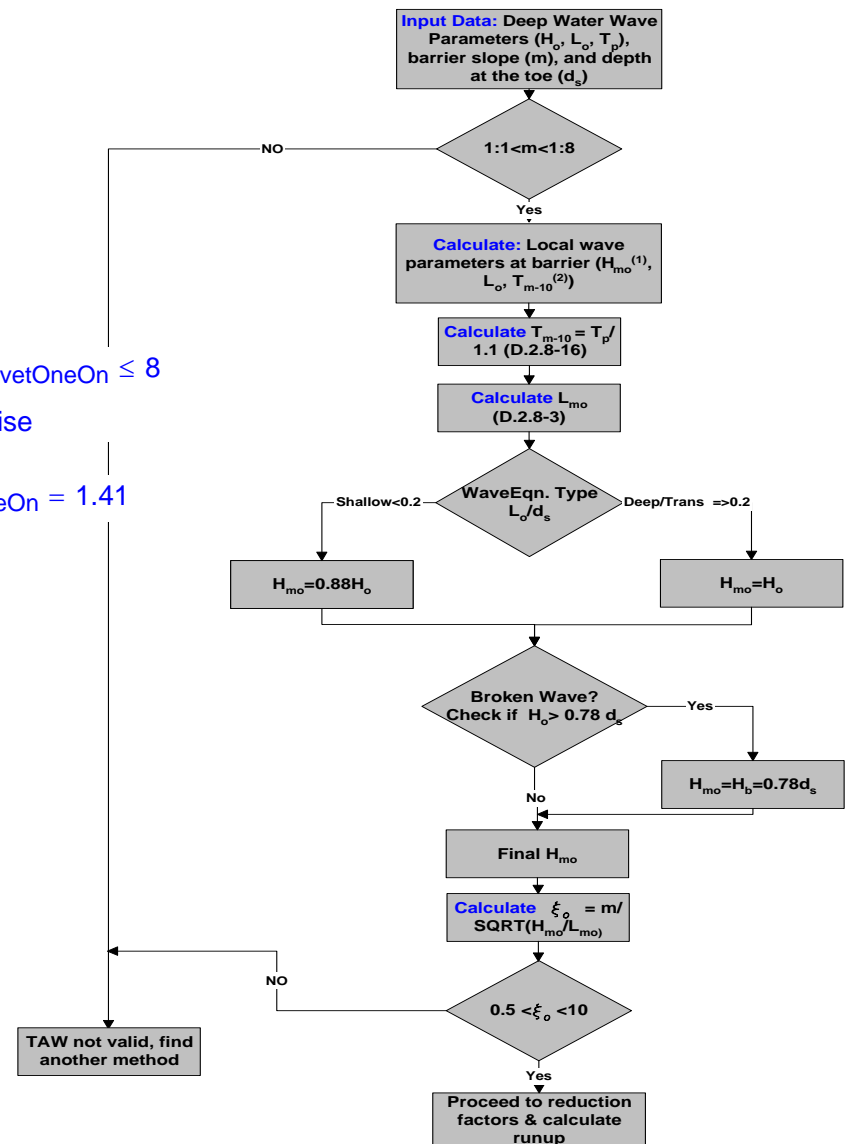 Input Data: Deep Water Wave
Parameters (Ho, Lo, Tp),
barrier slope (m), and depth
at the toe (ds)
NO
1:1<m<1:8
Yes
Calculate: Local wave
parameters at barrier (Hmo(1),
Lo, Tm-10(2))
Calculate Tm-10 = Tp/
1.1 (D.2.8-16)
vetOneOn ≤ 8
Calculate Lmo
(D.2.8-3)
ise
eOn = 1.41
Shallow<0.2
WaveEqn. Type
Lo/ds
Deep/Trans =>0.2
Hmo=0.88Ho
Hmo=Ho
Broken Wave?
Check if Ho> 0.78 ds
Yes
Hmo=Hb=0.78ds
No
Final Hmo
Calculate ξo = m/
SQRT(Hmo/Lmo)
NO
0.5 <ξo <10
TAW not valid, find
another method
Yes
Proceed to reduction
factors & calculate
runup